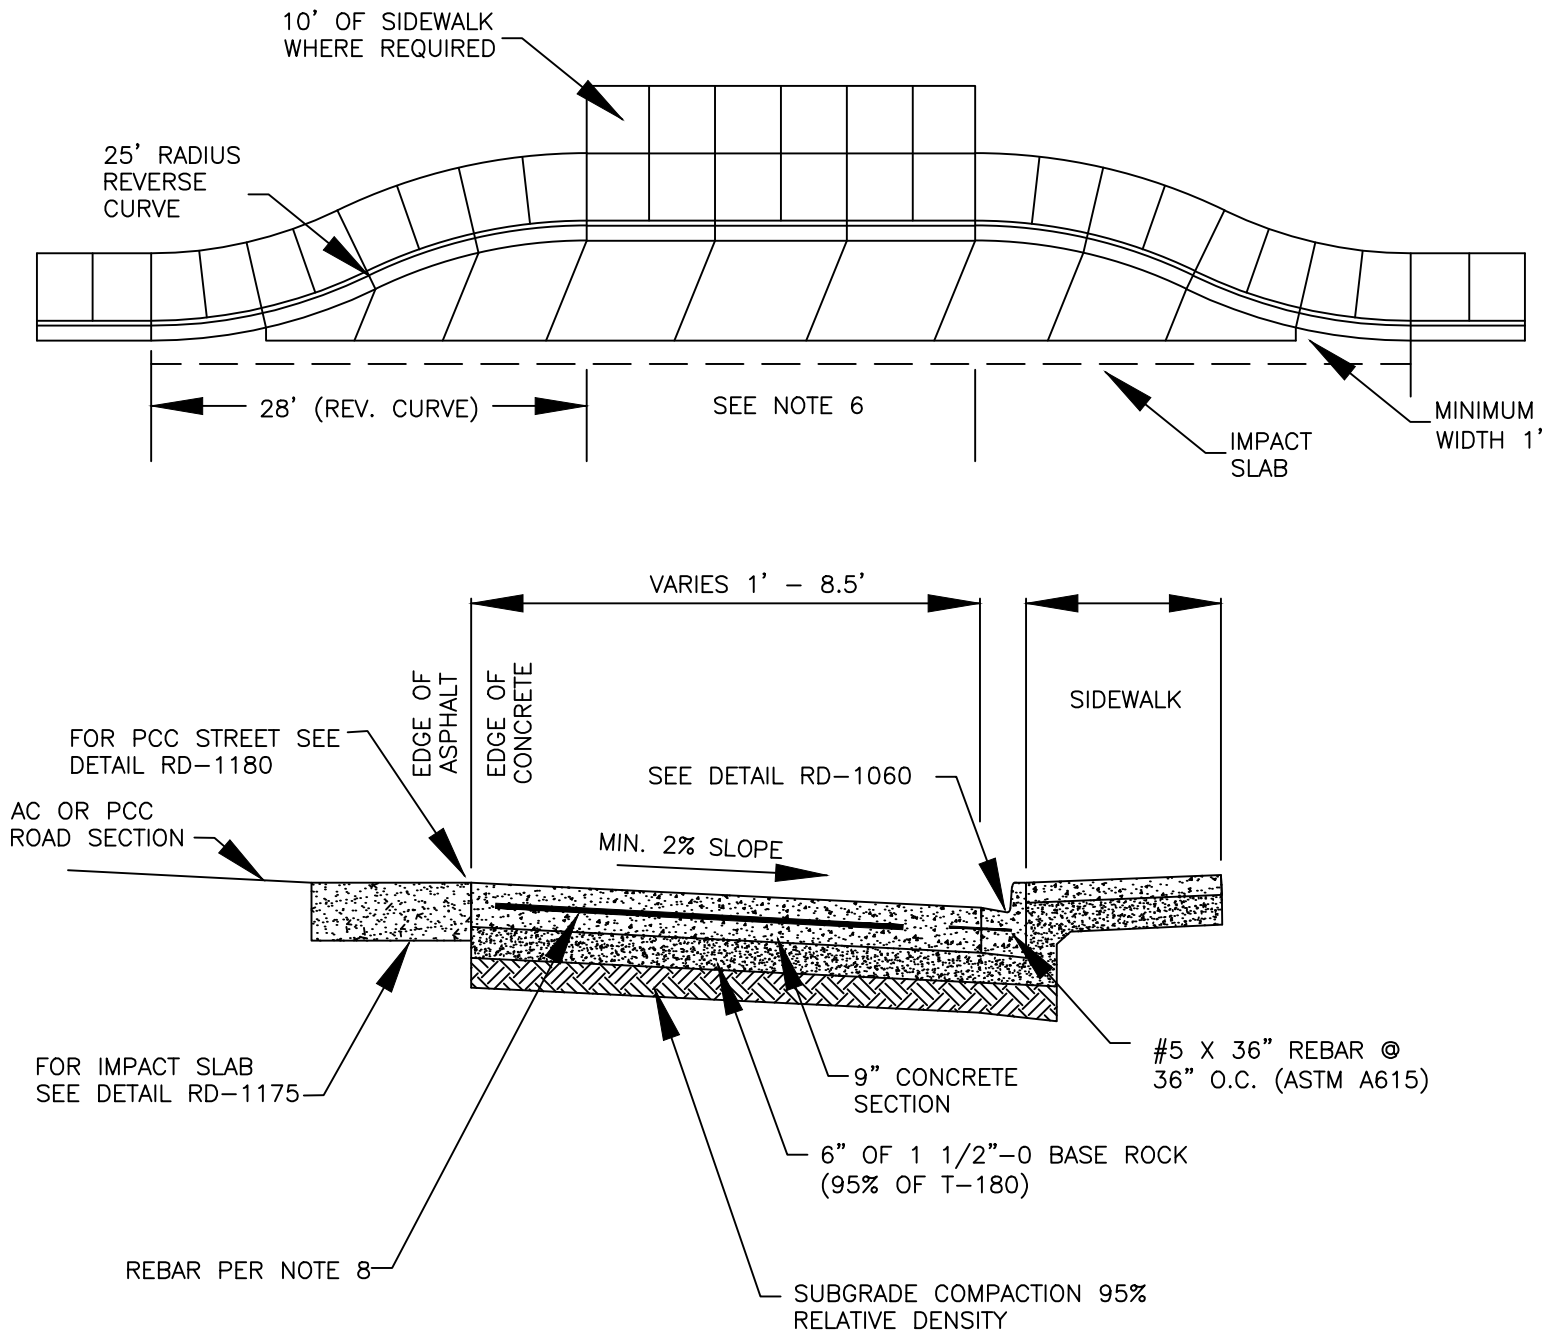 10' OF SIDEWALK
WHERE REQUIRED
25' RADIUS
REVERSE
CURVE
28' (REV. CURVE)
SEE NOTE 6
IMPACT
SLAB
MINIMUM
WIDTH 1'
VARIES 1' – 8.5'
EDGE OF
ASPHALT
EDGE OF
CONCRETE
SIDEWALK
FOR PCC STREET SEE
DETAIL RD–1180
SEE DETAIL RD–1060
AC OR PCC
ROAD SECTION
MIN. 2% SLOPE
FOR IMPACT SLAB
SEE DETAIL RD–1175
#5 X 36" REBAR @
36" O.C. (ASTM A615)
9" CONCRETE
SECTION
6" OF 1 1/2"–0 BASE ROCK
(95% OF T–180)
REBAR PER NOTE 8
SUBGRADE COMPACTION 95%
RELATIVE DENSITY